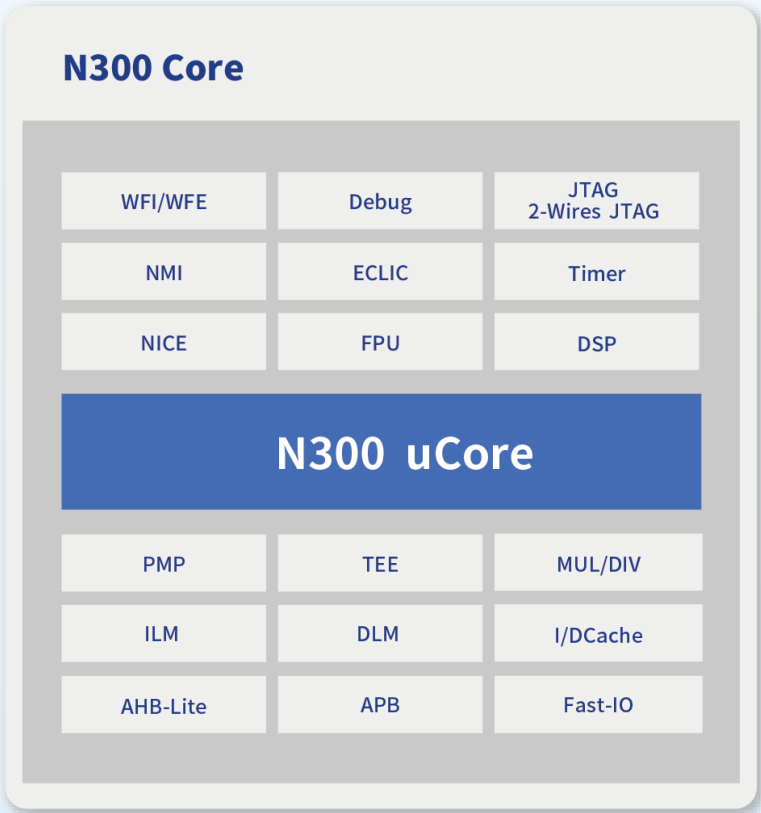 N300 Core
WFI/WFE
Debug
JTAG
2-Wires JTAG
NMI
ECLIC
Timer
NICE
FPU
DSP
N300 uCore
PMP
TEE
MUL/DIV
ILM
DLM
I/DCache
AHB-Lite
APB
Fast-IO